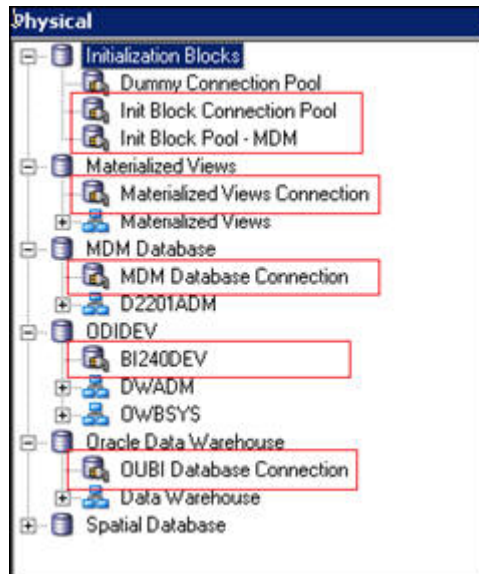 Physical
Initialization Blocks
Dummy Connection Pool
Init Block Connection Pool
Init Block Pool - MDM
Materialized Views
Materialized Views Connection
Materialized Views
MDM Database
MDM Database Connection
D2201ADM
ODIDEV
BI240DEV
DWADM
OWBSYS
Oracle Data Warehouse
OUBI Database Connection
Data Warehouse
Spatial Database